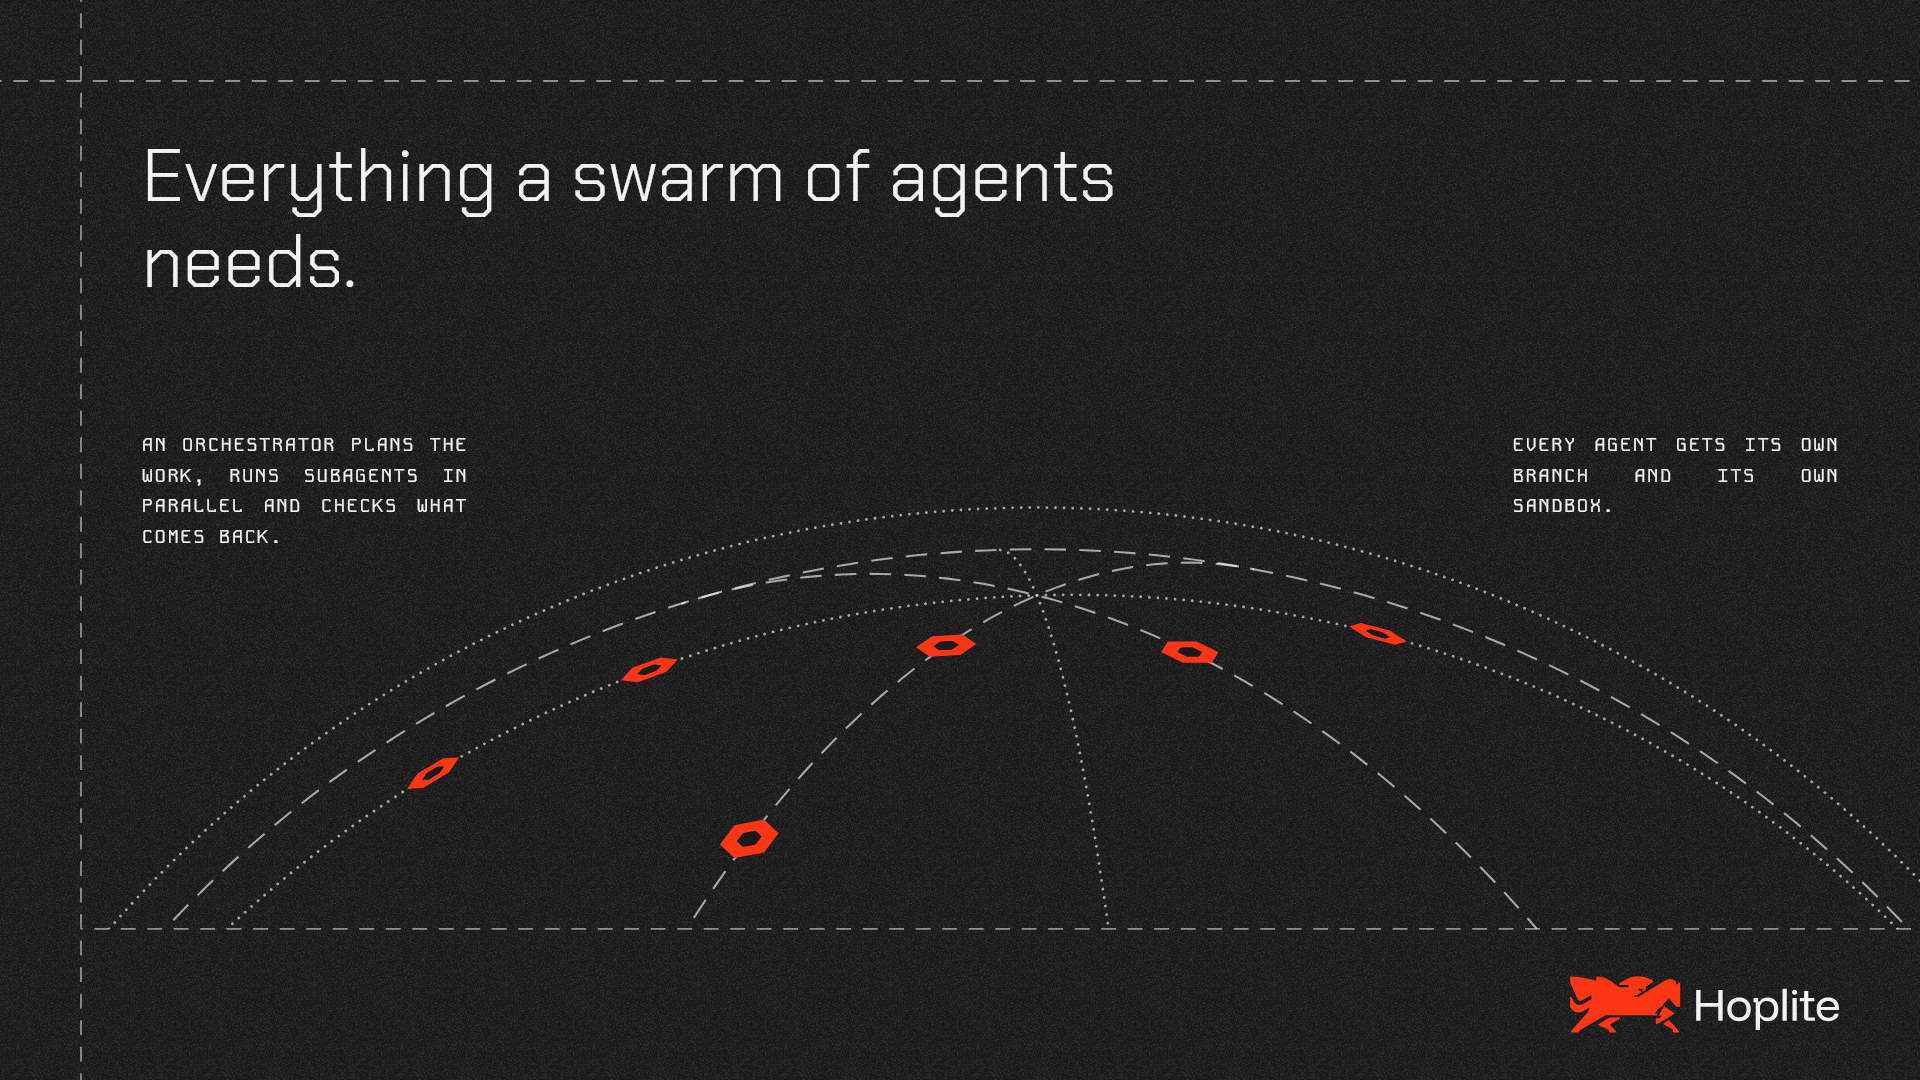 Everything a swarm of agents
needs.
AN ORCHESTRATOR PLANS THE
WORK, RUNS SUBAGENTS IN
PARALLEL AND CHECKS WHAT
COMES BACK.
EVERY AGENT GETS ITS OWN
BRANCH AND ITS OWN
SANDBOX.
Hoplite